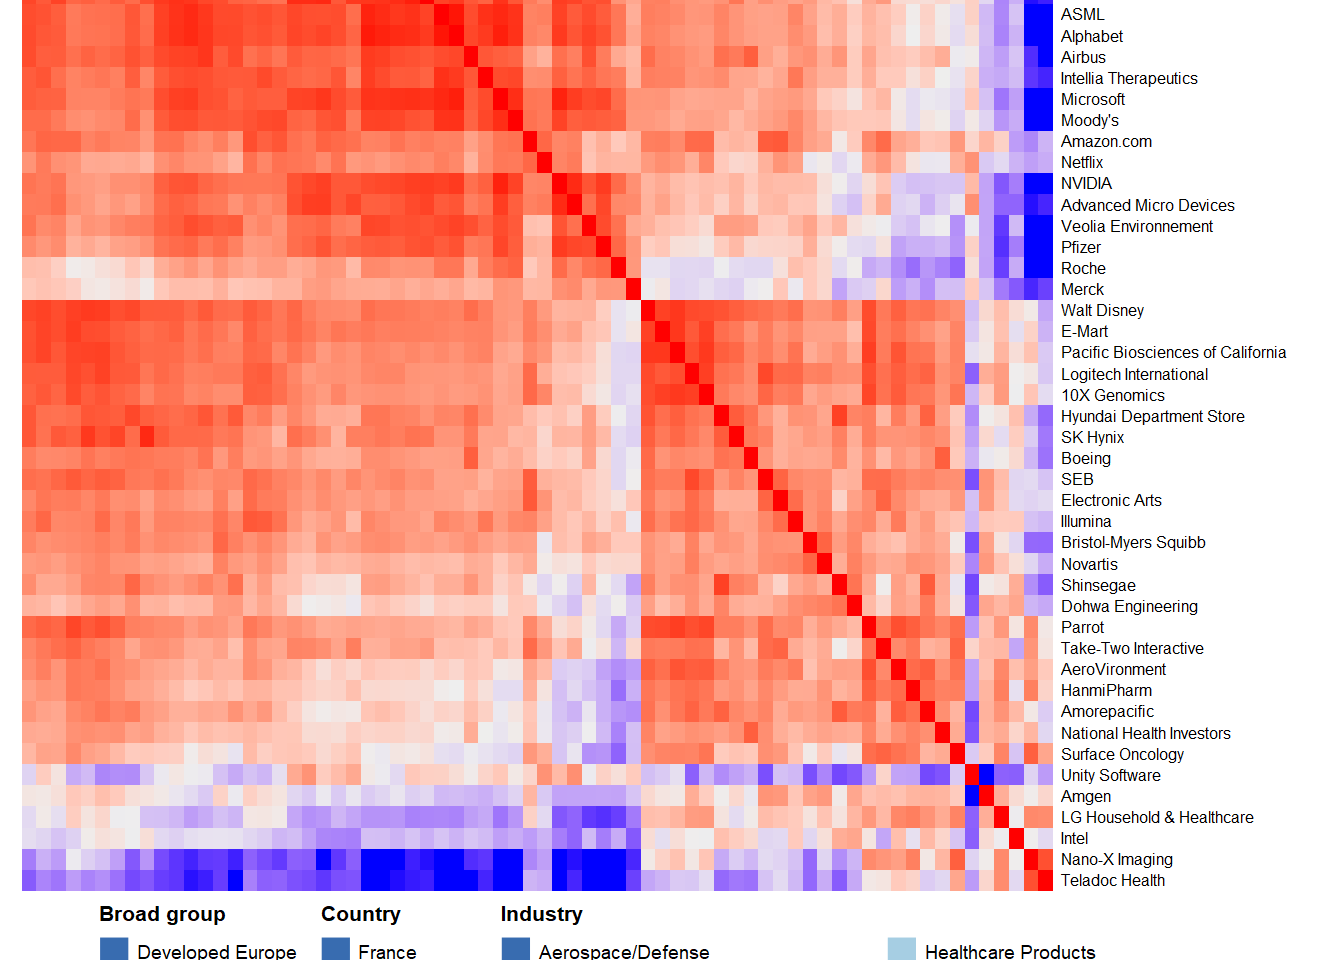 ASML
Alphabet
Airbus
Intellia Therapeutics
Microsoft
Moody's
Amazon.com
Netflix
NVIDIA
Advanced Micro Devices
Veolia Environnement
Pfizer
Roche
Merck
Walt Disney
E-Mart
Pacific Biosciences of California
Logitech International
10X Genomics
Hyundai Department Store
SK Hynix
Boeing
SEB
Electronic Arts
Illumina
Bristol-Myers Squibb
Novartis
Shinsegae
Dohwa Engineering
Parrot
Take-Two Interactive
AeroVironment
HanmiPharm
Amorepacific
National Health Investors
Surface Oncology
Unity Software
Amgen
LG Household & Healthcare
Intel
Nano-X Imaging
Teladoc Health
Broad group Country Industry
Developed Europe France Aerospace/Defense Healthcare Products